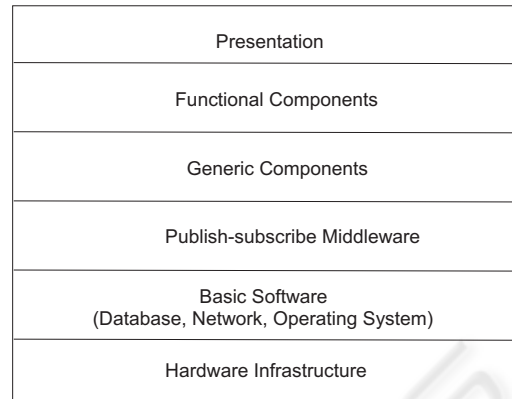 Presentation
Functional Components
Generic Components
Publish-subscribe Middleware
Basic Software
(Database, Network, Operating System)
Hardware Infrastructure